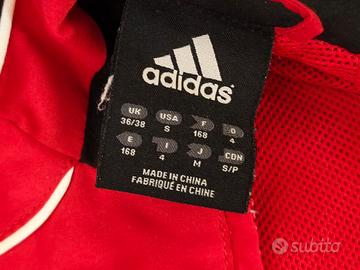 adidas
UK USA F D
36/38 S 168 4
E I J CDN
168 4 M S/P
MADE IN CHINA
FABRIQUÉ EN CHINE
subito